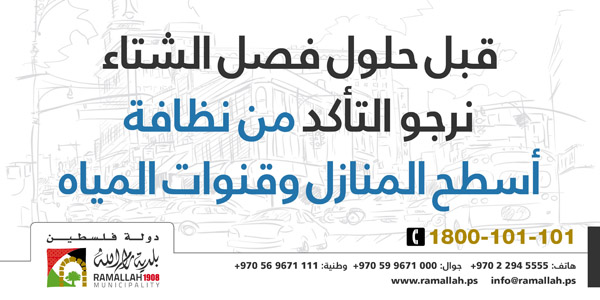 قبل حلول فصل الشتاء
نرجو التأكد من نظافة
أسطح المنازل وقنوات المياه
1800-101-101
دولة فلسطين
بلدية رام الله
RAMALLAH 1908
MUNICIPALITY
هاتف: 5555 294 2 970+ جوال: 000 9671 59 970+ وطنية: 111 9671 56 970+
www.ramallah.ps info@ramallah.ps